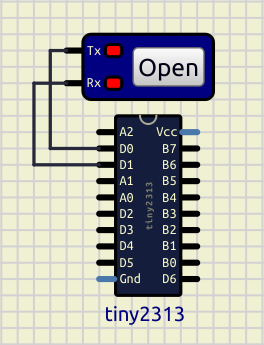 Tx
Rx
Open
A2 Vcc
D0 B7
D1 B6
A1 B5
A0 B4
D2 B3
D3 B2
D4 B1
D5 B0
Gnd D6
tiny2313
tiny2313